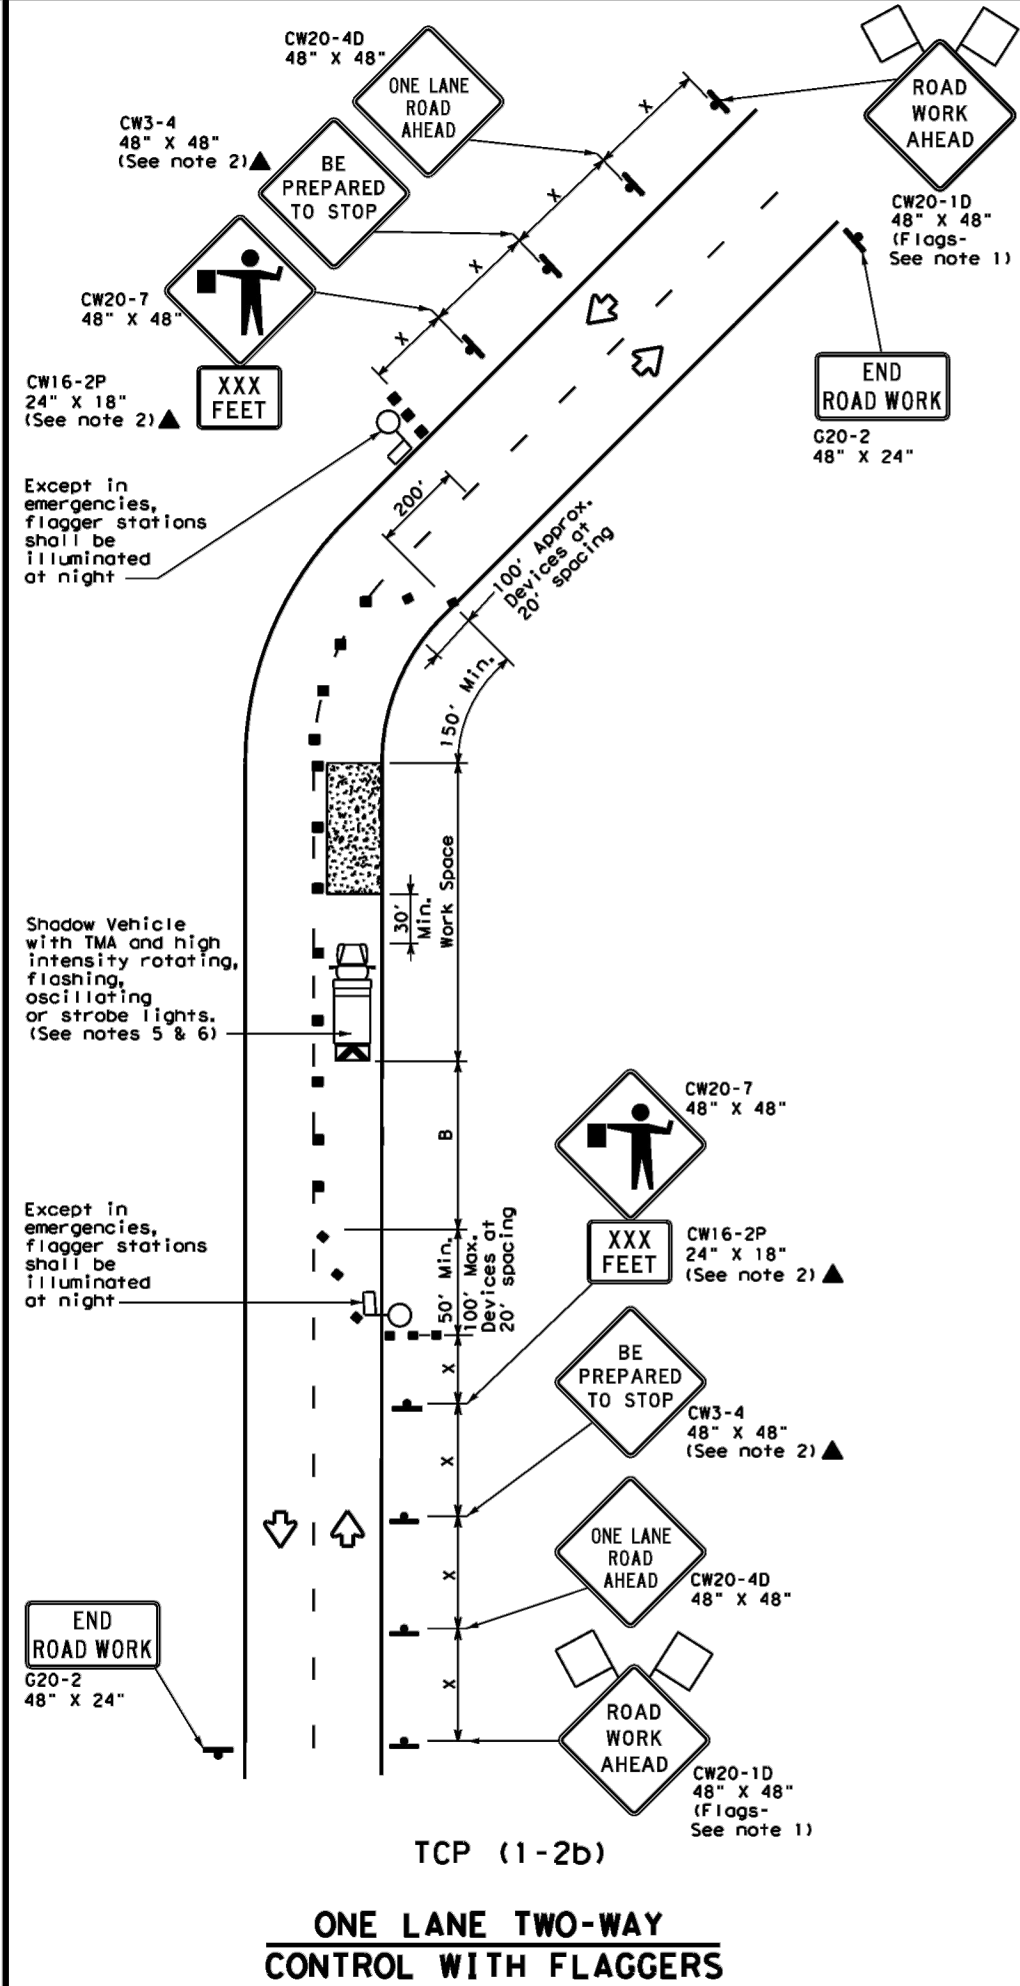 CW20-4D
48" X 48"
ONE LANE
ROAD
AHEAD
ROAD
WORK
AHEAD
CW20-1D
48" X 48"
(Flags-
See note 1)
X
CW3-4
48" X 48"
(See note 2)▲
BE
PREPARED
TO STOP
X
CW20-7
48" X 48"
X
CW16-2P
24" X 18"
(See note 2)▲
XXX
FEET
X
END
ROAD WORK
G20-2
48" X 24"
Except in
emergencies,
flagger stations
shall be
illuminated
at night
200'
100' Approx.
Devices at
20' spacing
150' Min.
Work Space
30'
Min.
Shadow Vehicle
with TMA and high
intensity rotating,
flashing,
oscillating
or strobe lights.
(See notes 5 & 6)
B
CW20-7
48" X 48"
XXX
FEET
CW16-2P
24" X 18"
(See note 2)▲
Except in
emergencies,
flagger stations
shall be
illuminated
at night
50' Min.
100' Max.
Devices at
20' spacing
X
BE
PREPARED
TO STOP
CW3-4
48" X 48"
(See note 2)▲
X
ONE LANE
ROAD
AHEAD
CW20-4D
48" X 48"
X
END
ROAD WORK
G20-2
48" X 24"
X
ROAD
WORK
AHEAD
CW20-1D
48" X 48"
(Flags-
See note 1)
TCP (1-2b)
ONE LANE TWO-WAY
CONTROL WITH FLAGGERS